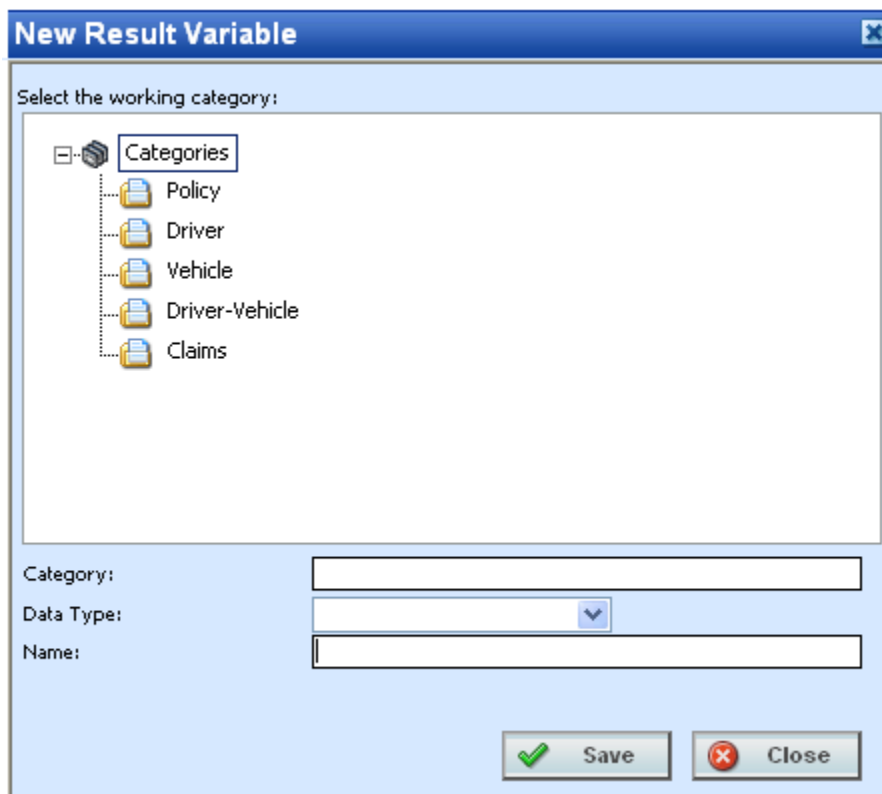 New Result Variable
Select the working category:
Categories
Policy
Driver
Vehicle
Driver-Vehicle
Claims
Category:
Data Type:
Name:
Save Close